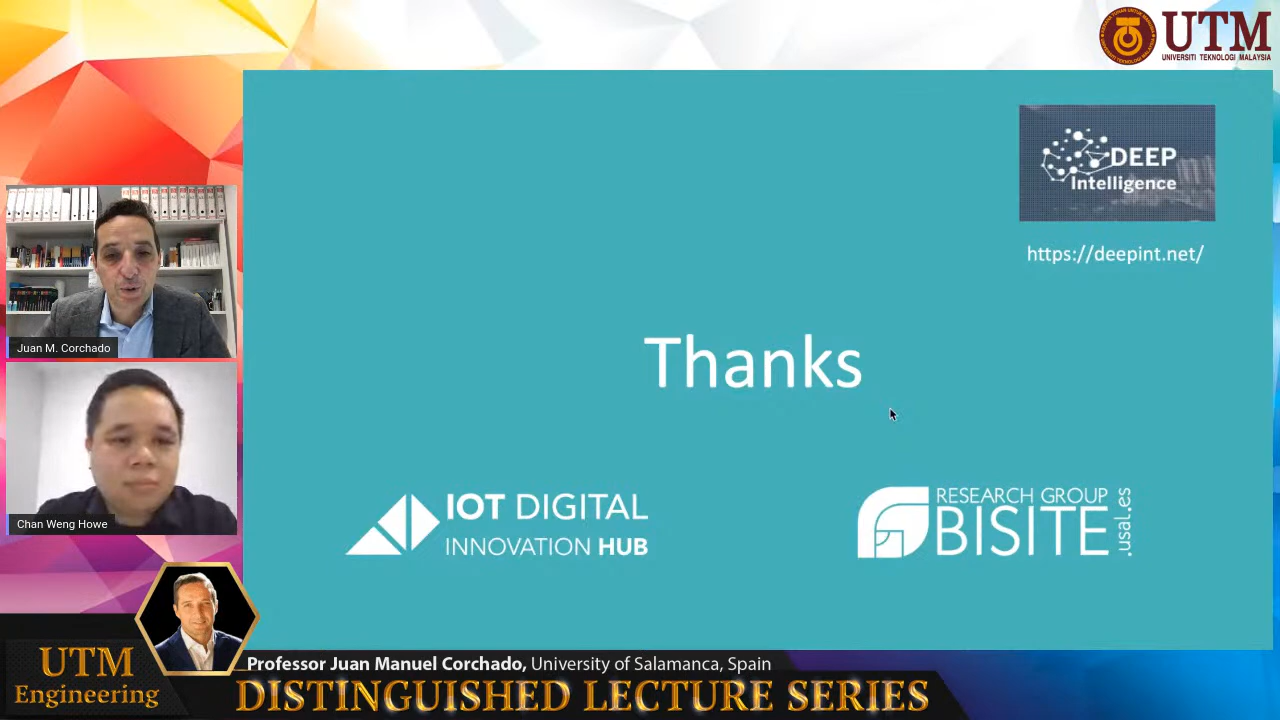 UTM
UNIVERSITI TEKNOLOGI MALAYSIA
DEEP
Intelligence
https://deepint.net/
Juan M. Corchado
Thanks
Chan Weng Howe
IOT DIGITAL
INNOVATION HUB
RESEARCH GROUP
BISITE
.usal.es
Professor Juan Manuel Corchado, University of Salamanca, Spain
UTM
Engineering
DISTINGUISHED LECTURE SERIES